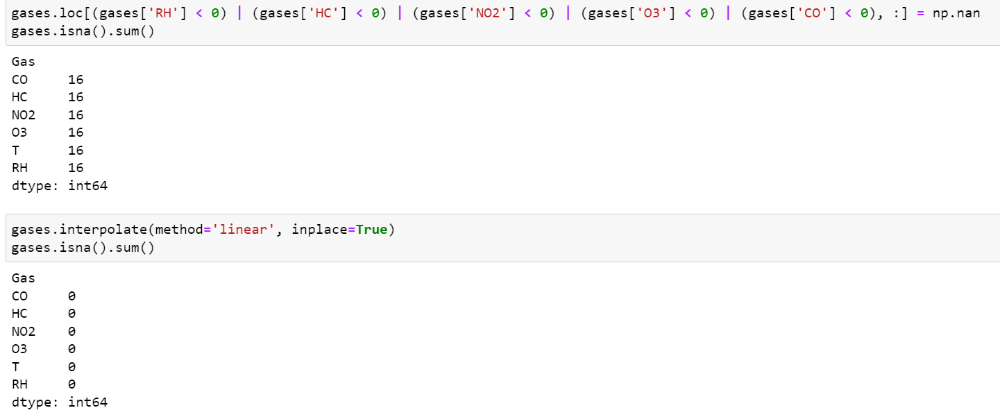 gases.loc[(gases['RH'] < 0) | (gases['HC'] < 0) | (gases['NO2'] < 0) | (gases['O3'] < 0) | (gases['CO'] < 0), :] = np.nan
gases.isna().sum()
Gas
CO     16
HC     16
NO2    16
O3     16
T      16
RH     16
dtype: int64
gases.interpolate(method='linear', inplace=True)
gases.isna().sum()
Gas
CO     0
HC     0
NO2    0
O3     0
T      0
RH     0
dtype: int64